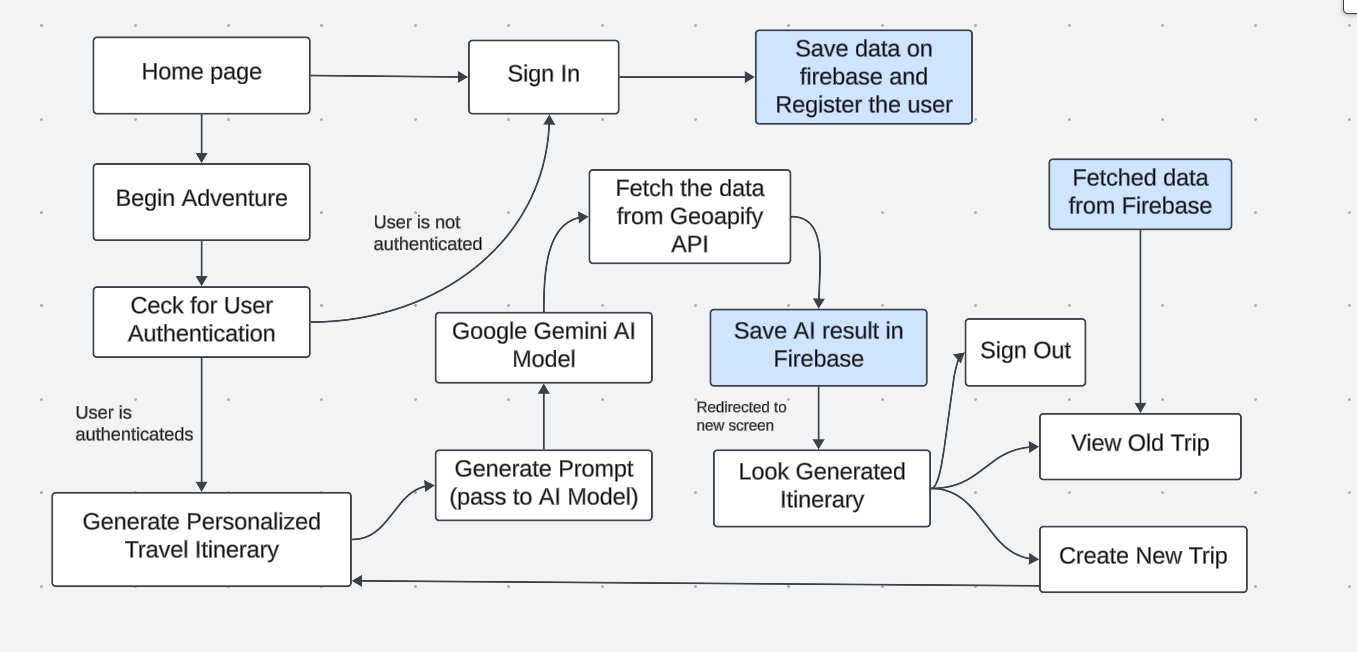 Home page
Sign In
Save data on
firebase and
Register the user
Begin Adventure
User is not
authenticated
Fetch the data
from Geoapify
API
Fetched data
from Firebase
Ceck for User
Authentication
Google Gemini AI
Model
Save AI result in
Firebase
Sign Out
User is
authenticateds
Redirected to
new screen
View Old Trip
Generate Prompt
(pass to AI Model)
Look Generated
Itinerary
Generate Personalized
Travel Itinerary
Create New Trip